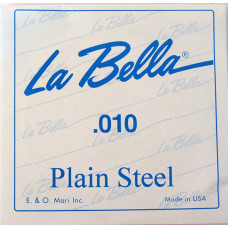 La Bella®
.010
Plain Steel
E. & O. Mari Inc. Made in USA